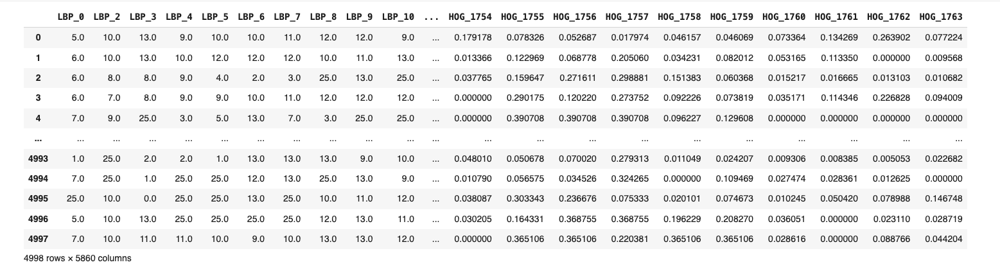 LBP_0 LBP_2 LBP_3 LBP_4 LBP_5 LBP_6 LBP_7 LBP_8 LBP_9 LBP_10 ... HOG_1754 HOG_1755 HOG_1756 HOG_1757 HOG_1758 HOG_1759 HOG_1760 HOG_1761 HOG_1762 HOG_1763
0 5.0 10.0 13.0 9.0 10.0 10.0 11.0 12.0 12.0 9.0 ... 0.179178 0.078326 0.052687 0.017974 0.046157 0.046069 0.073364 0.134269 0.263902 0.077224
1 6.0 10.0 13.0 10.0 12.0 12.0 12.0 10.0 11.0 13.0 ... 0.013366 0.122969 0.068778 0.205060 0.034231 0.082012 0.053165 0.113350 0.000000 0.009568
2 6.0 8.0 8.0 9.0 4.0 2.0 3.0 25.0 13.0 25.0 ... 0.037765 0.159647 0.271611 0.298881 0.151383 0.060368 0.015217 0.016665 0.013103 0.010682
3 6.0 7.0 8.0 9.0 9.0 10.0 11.0 12.0 12.0 12.0 ... 0.000000 0.290175 0.120220 0.273752 0.092226 0.073819 0.035171 0.114346 0.226828 0.094009
4 7.0 9.0 25.0 3.0 5.0 13.0 7.0 3.0 25.0 25.0 ... 0.000000 0.390708 0.390708 0.390708 0.096227 0.129608 0.000000 0.000000 0.000000 0.000000
... ... ... ... ... ... ... ... ... ... ... ... ... ... ... ... ... ... ... ... ... ...
4993 1.0 25.0 2.0 2.0 1.0 13.0 13.0 13.0 9.0 10.0 ... 0.048010 0.050678 0.070020 0.279313 0.011049 0.024207 0.009306 0.008385 0.005053 0.022682
4994 7.0 25.0 1.0 25.0 25.0 12.0 13.0 25.0 13.0 9.0 ... 0.010790 0.056575 0.034526 0.324265 0.000000 0.109469 0.027474 0.028361 0.012625 0.000000
4995 25.0 10.0 0.0 25.0 25.0 13.0 25.0 10.0 11.0 12.0 ... 0.038087 0.303343 0.236676 0.075333 0.020101 0.074673 0.010245 0.050420 0.078988 0.146748
4996 5.0 10.0 13.0 25.0 25.0 25.0 25.0 12.0 13.0 11.0 ... 0.030205 0.164331 0.368755 0.368755 0.196229 0.208270 0.036051 0.000000 0.023110 0.028719
4997 7.0 10.0 11.0 11.0 10.0 9.0 10.0 13.0 13.0 12.0 ... 0.000000 0.365106 0.365106 0.220381 0.365106 0.365106 0.028616 0.000000 0.088766 0.044204
4998 rows × 5860 columns